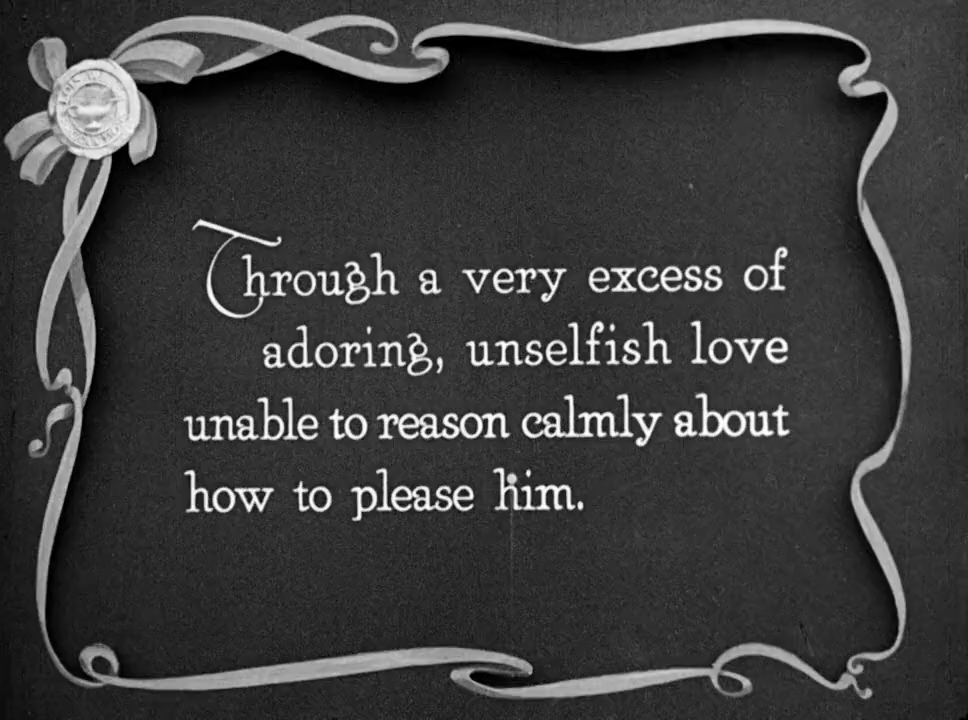 Through a very excess of
adoring, unselfish love
unable to reason calmly about
how to please him.